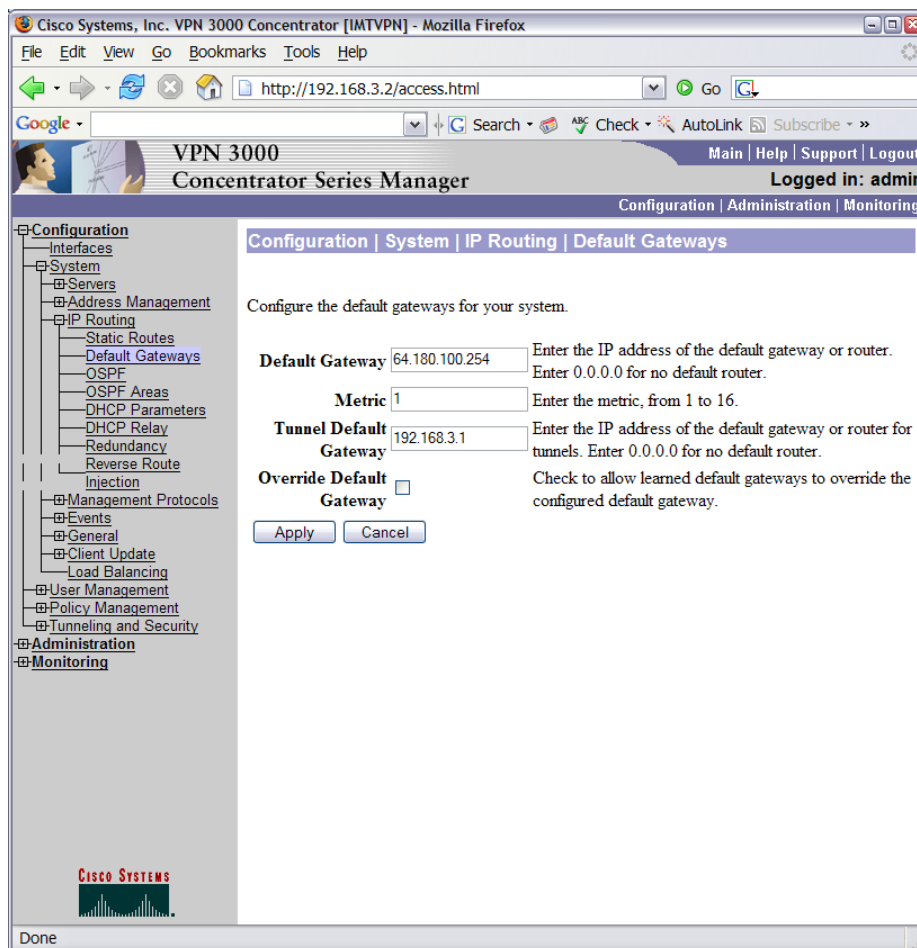 Cisco Systems, Inc. VPN 3000 Concentrator [IMTVPN] - Mozilla Firefox
File Edit View Go Bookmarks Tools Help
http://192.168.3.2/access.html Go G
Google Search Check AutoLink Subscribe »
VPN 3000
Concentrator Series Manager
Main | Help | Support | Logout
Logged in: admin
Configuration | Administration | Monitoring
Configuration
Interfaces
System
Servers
Address Management
IP Routing
Static Routes
Default Gateways
OSPF
OSPF Areas
DHCP Parameters
DHCP Relay
Redundancy
Reverse Route
Injection
Management Protocols
Events
General
Client Update
Load Balancing
User Management
Policy Management
Tunneling and Security
Administration
Monitoring
CISCO SYSTEMS
Configuration | System | IP Routing | Default Gateways
Configure the default gateways for your system.
Default Gateway 64.180.100.254 Enter the IP address of the default gateway or router.
Enter 0.0.0.0 for no default router.
Metric 1 Enter the metric, from 1 to 16.
Tunnel Default Gateway 192.168.3.1 Enter the IP address of the default gateway or router for
tunnels. Enter 0.0.0.0 for no default router.
Override Default Gateway Check to allow learned default gateways to override the
configured default gateway.
Apply Cancel
Done